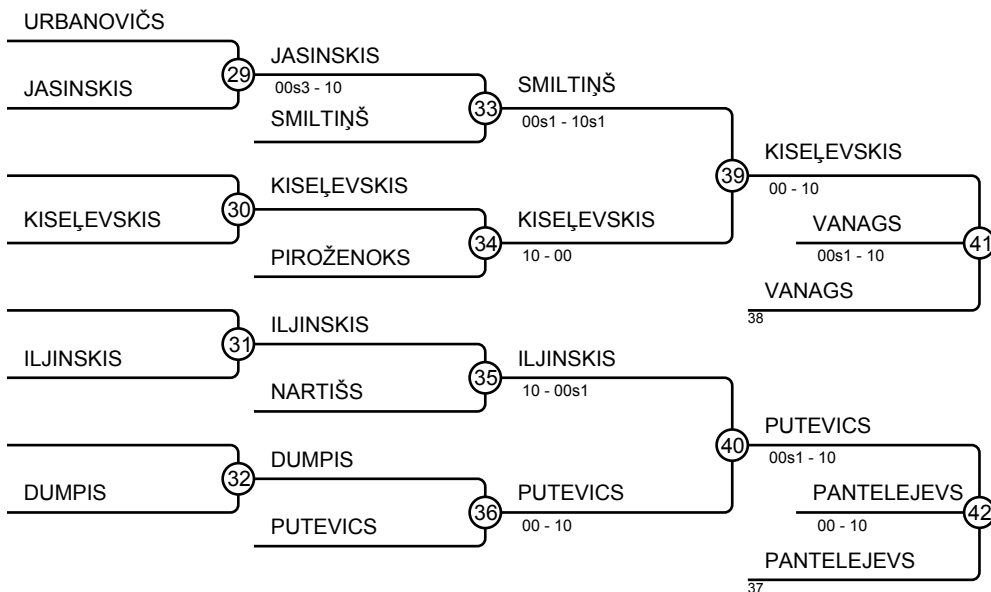 URBANOVIČS
JASINSKIS
29
JASINSKIS
00s3 - 10
SMILTIŅŠ
33
SMILTIŅŠ
00s1 - 10s1
KISEĻEVSKIS
30
KISEĻEVSKIS
PIROŽENOKS
34
KISEĻEVSKIS
10 - 00
39
KISEĻEVSKIS
00 - 10
VANAGS
00s1 - 10
41
VANAGS
38
ILJINSKIS
31
ILJINSKIS
NARTIŠS
35
ILJINSKIS
10 - 00s1
DUMPIS
32
DUMPIS
PUTEVICS
36
PUTEVICS
00 - 10
40
PUTEVICS
00s1 - 10
PANTELEJEVS
00 - 10
42
PANTELEJEVS
37